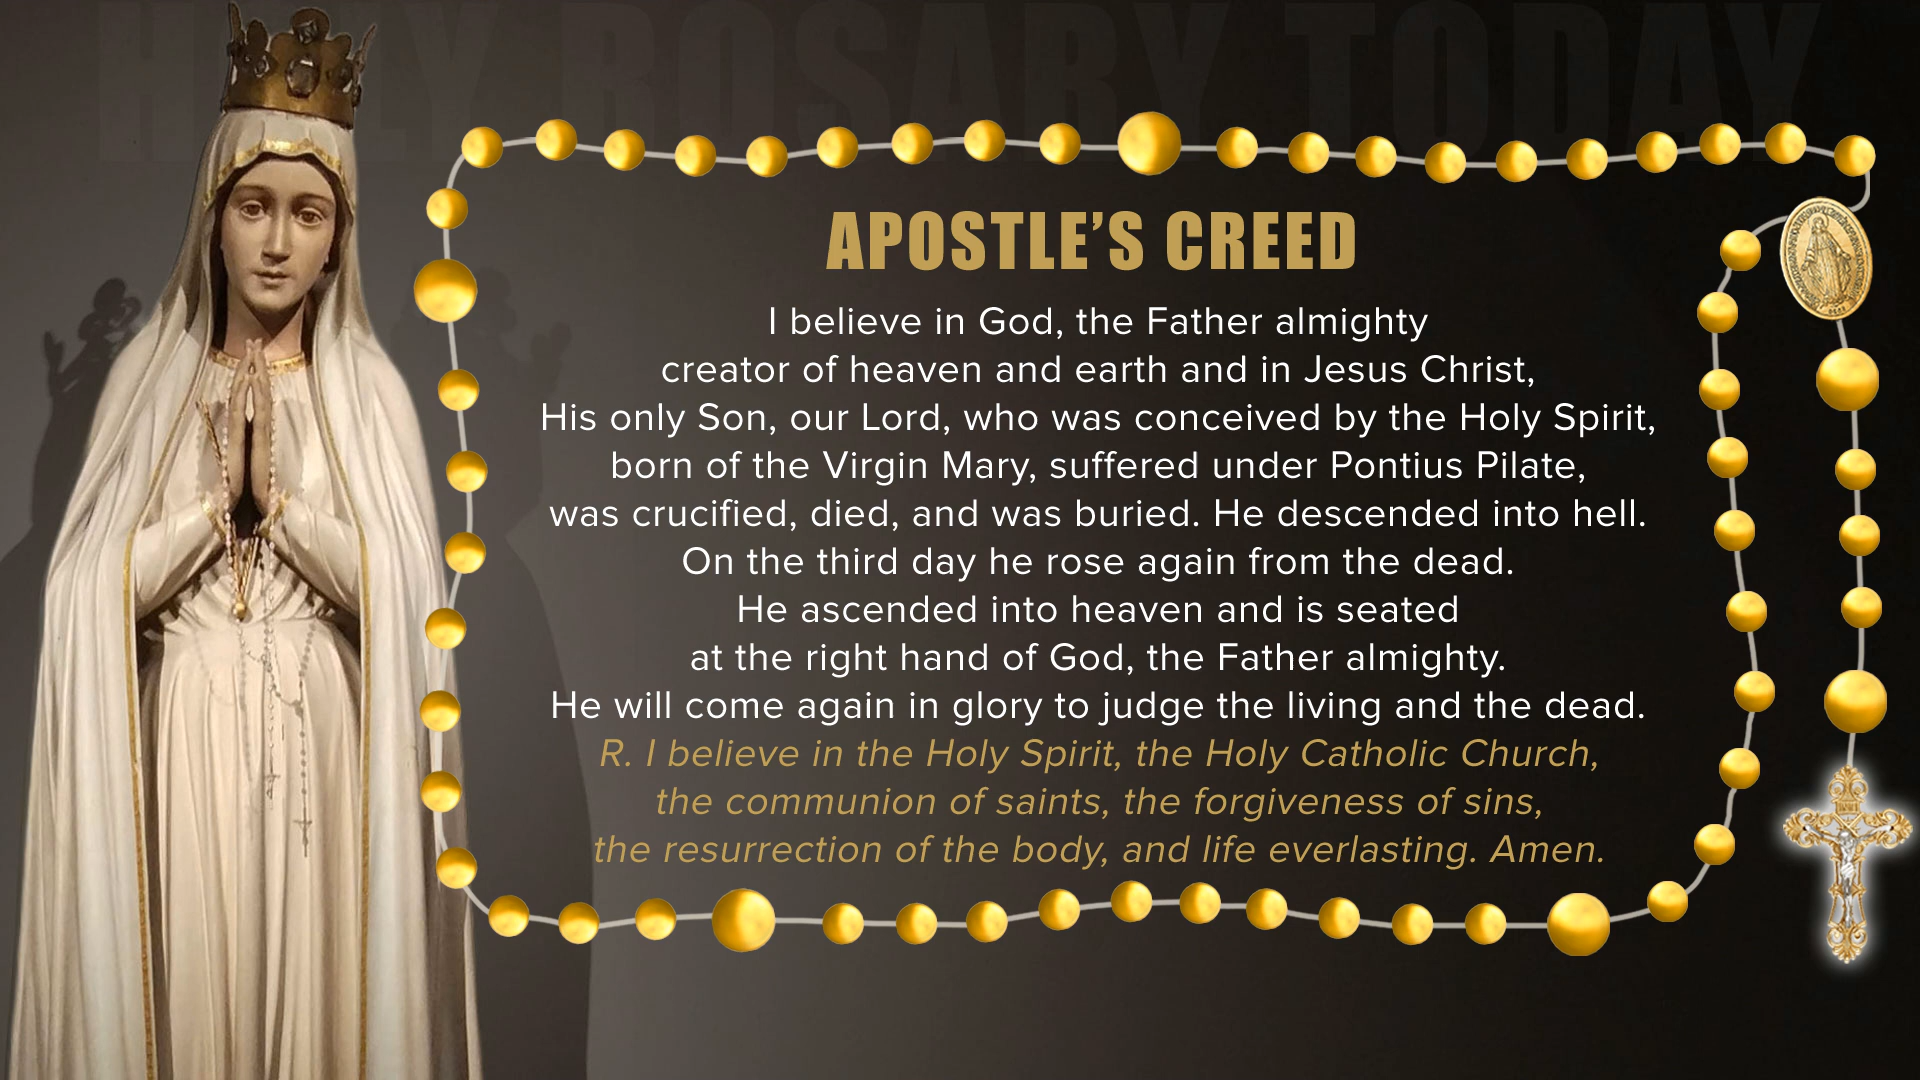 HOLY ROSARY TODAY
APOSTLE’S CREED
I believe in God, the Father almighty
creator of heaven and earth and in Jesus Christ,
His only Son, our Lord, who was conceived by the Holy Spirit,
born of the Virgin Mary, suffered under Pontius Pilate,
was crucified, died, and was buried. He descended into hell.
On the third day he rose again from the dead.
He ascended into heaven and is seated
at the right hand of God, the Father almighty.
He will come again in glory to judge the living and the dead.
R. I believe in the Holy Spirit, the Holy Catholic Church,
the communion of saints, the forgiveness of sins,
the resurrection of the body, and life everlasting. Amen.